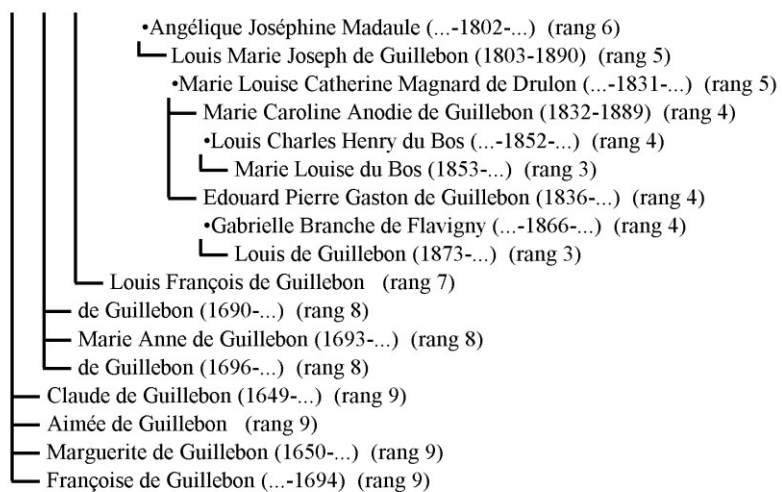 •Angélique Joséphine Madaule (...-1802-...) (rang 6)
Louis Marie Joseph de Guillebon (1803-1890) (rang 5)
•Marie Louise Catherine Magnard de Drulon (...-1831-...) (rang 5)
Marie Caroline Anodie de Guillebon (1832-1889) (rang 4)
•Louis Charles Henry du Bos (...-1852-...) (rang 4)
Marie Louise du Bos (1853-...) (rang 3)
Edouard Pierre Gaston de Guillebon (1836-...) (rang 4)
•Gabrielle Branche de Flavigny (...-1866-...) (rang 4)
Louis de Guillebon (1873-...) (rang 3)
Louis François de Guillebon (rang 7)
de Guillebon (1690-...) (rang 8)
Marie Anne de Guillebon (1693-...) (rang 8)
de Guillebon (1696-...) (rang 8)
Claude de Guillebon (1649-...) (rang 9)
Aimée de Guillebon (rang 9)
Marguerite de Guillebon (1650-...) (rang 9)
Françoise de Guillebon (...-1694) (rang 9)